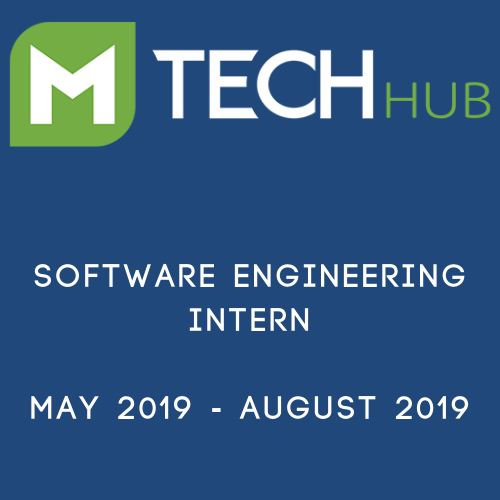 M TECH HUB
SOFTWARE ENGINEERING
INTERN
MAY 2019 - AUGUST 2019